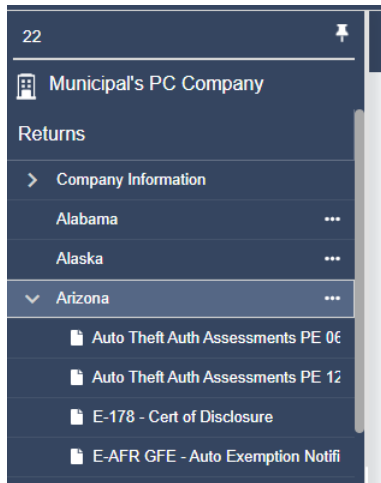 22
Municipal's PC Company
Returns
Company Information
Alabama
Alaska
Arizona
Auto Theft Auth Assessments PE 06
Auto Theft Auth Assessments PE 12
E-178 - Cert of Disclosure
E-AFR GFE - Auto Exemption Notifi